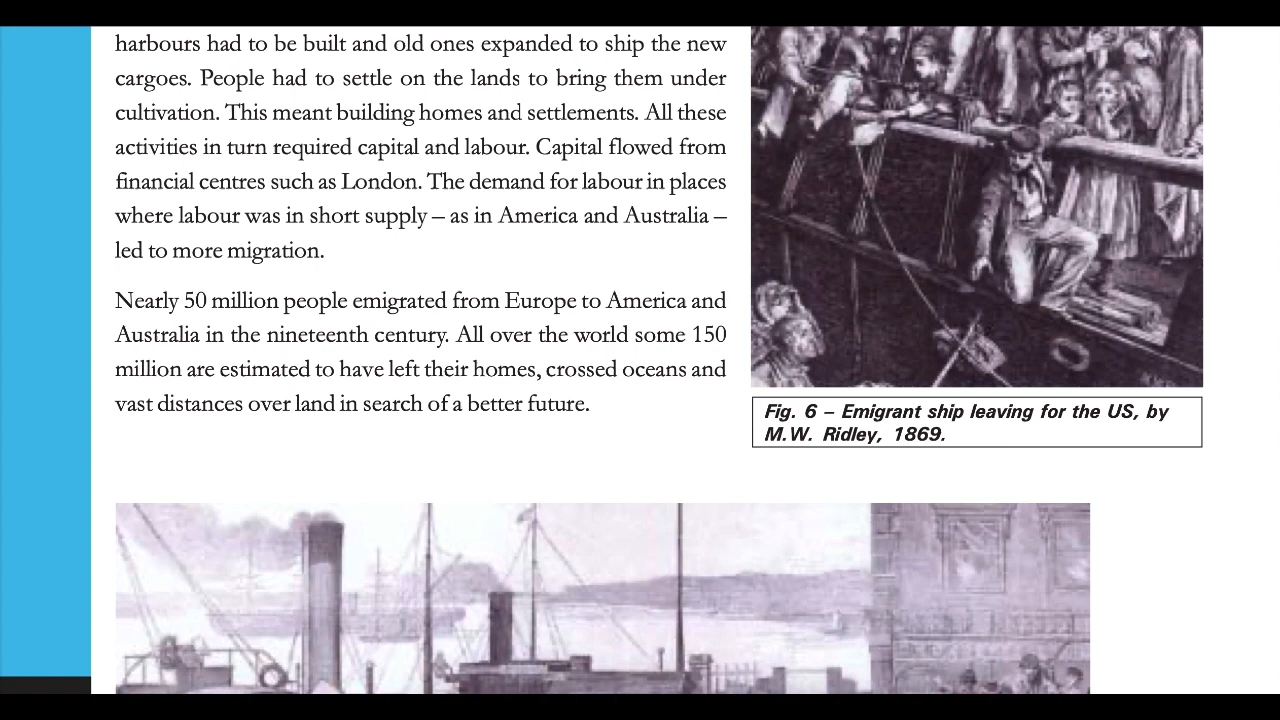 harbours had to be built and old ones expanded to ship the new
cargoes. People had to settle on the lands to bring them under
cultivation. This meant building homes and settlements. All these
activities in turn required capital and labour. Capital flowed from
financial centres such as London. The demand for labour in places
where labour was in short supply – as in America and Australia –
led to more migration.
Nearly 50 million people emigrated from Europe to America and
Australia in the nineteenth century. All over the world some 150
million are estimated to have left their homes, crossed oceans and
vast distances over land in search of a better future.
Fig. 6 – Emigrant ship leaving for the US, by
M.W. Ridley, 1869.